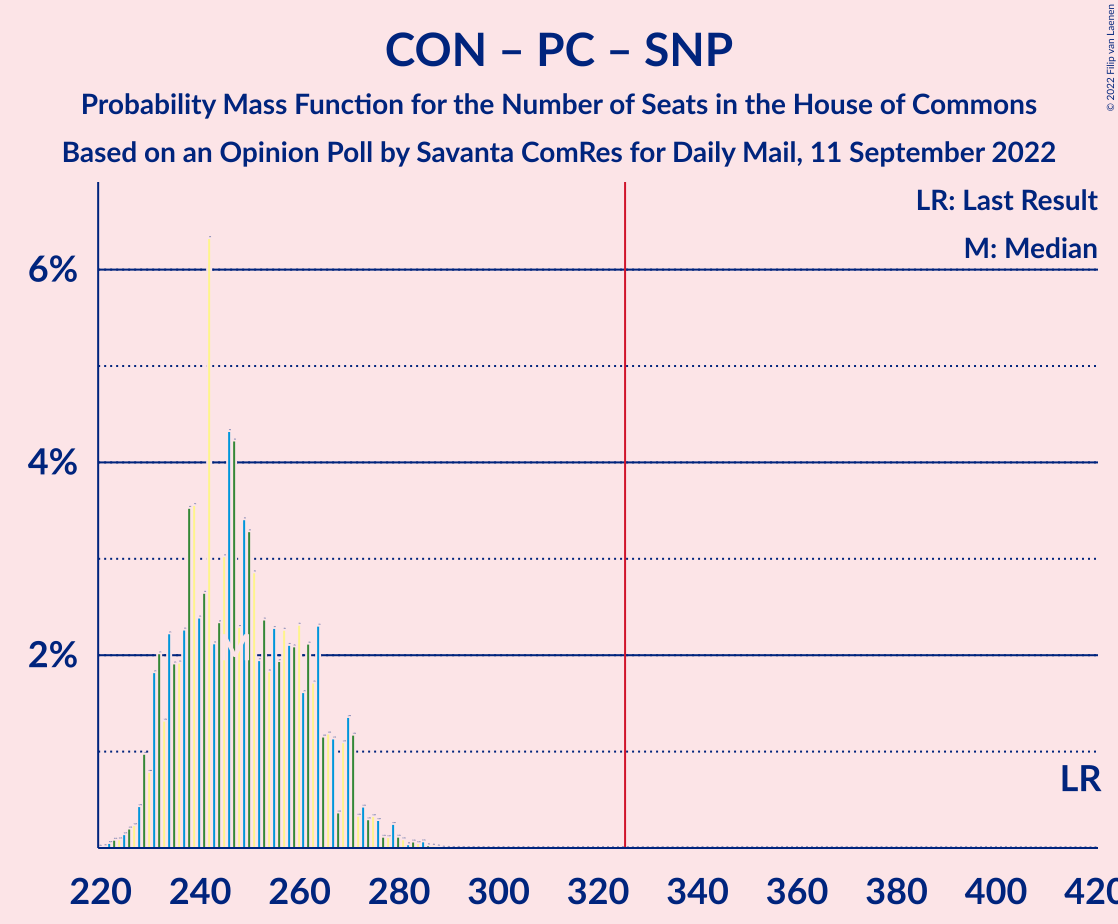 CON – PC – SNP
Probability Mass Function for the Number of Seats in the House of Commons
Based on an Opinion Poll by Savanta ComRes for Daily Mail, 11 September 2022
© 2022 Filip van Laenen
LR: Last Result
M: Median
6%
4%
2%
M
LR
220 240 260 280 300 320 340 360 380 400 420